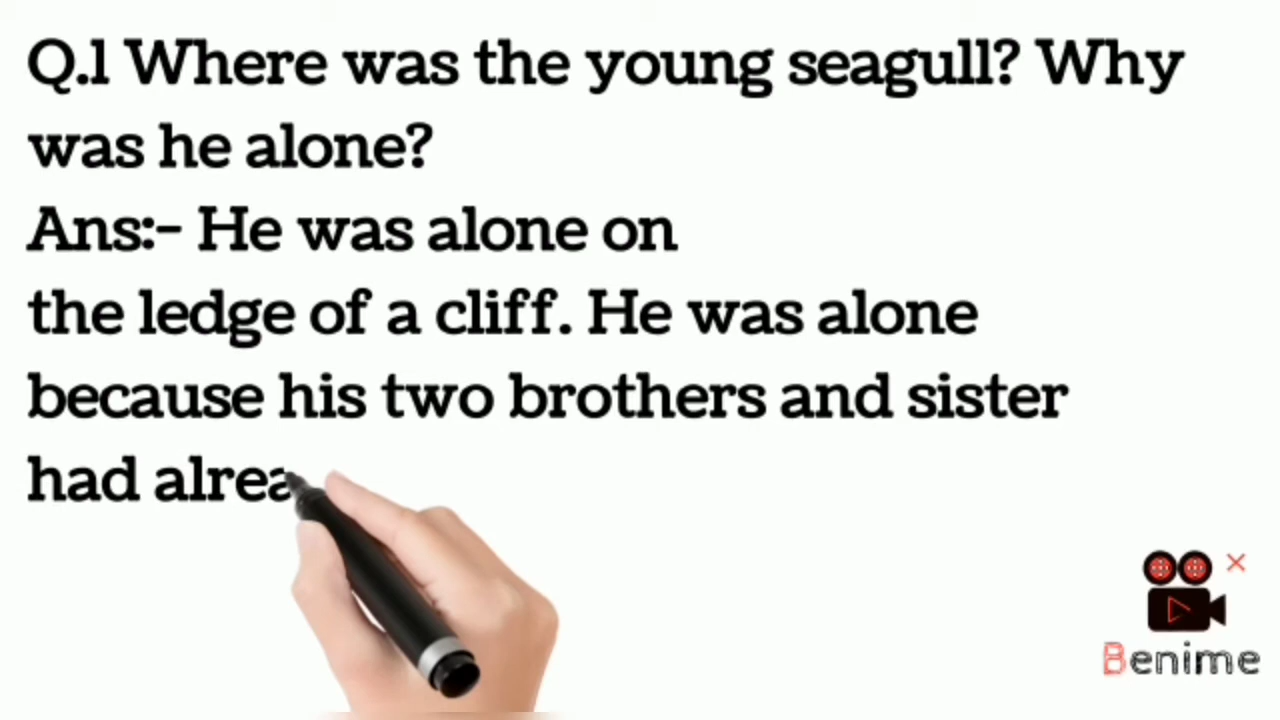 Q.1 Where was the young seagull? Why
was he alone?
Ans:- He was alone on
the ledge of a cliff. He was alone
because his two brothers and sister
had alrea
Benime